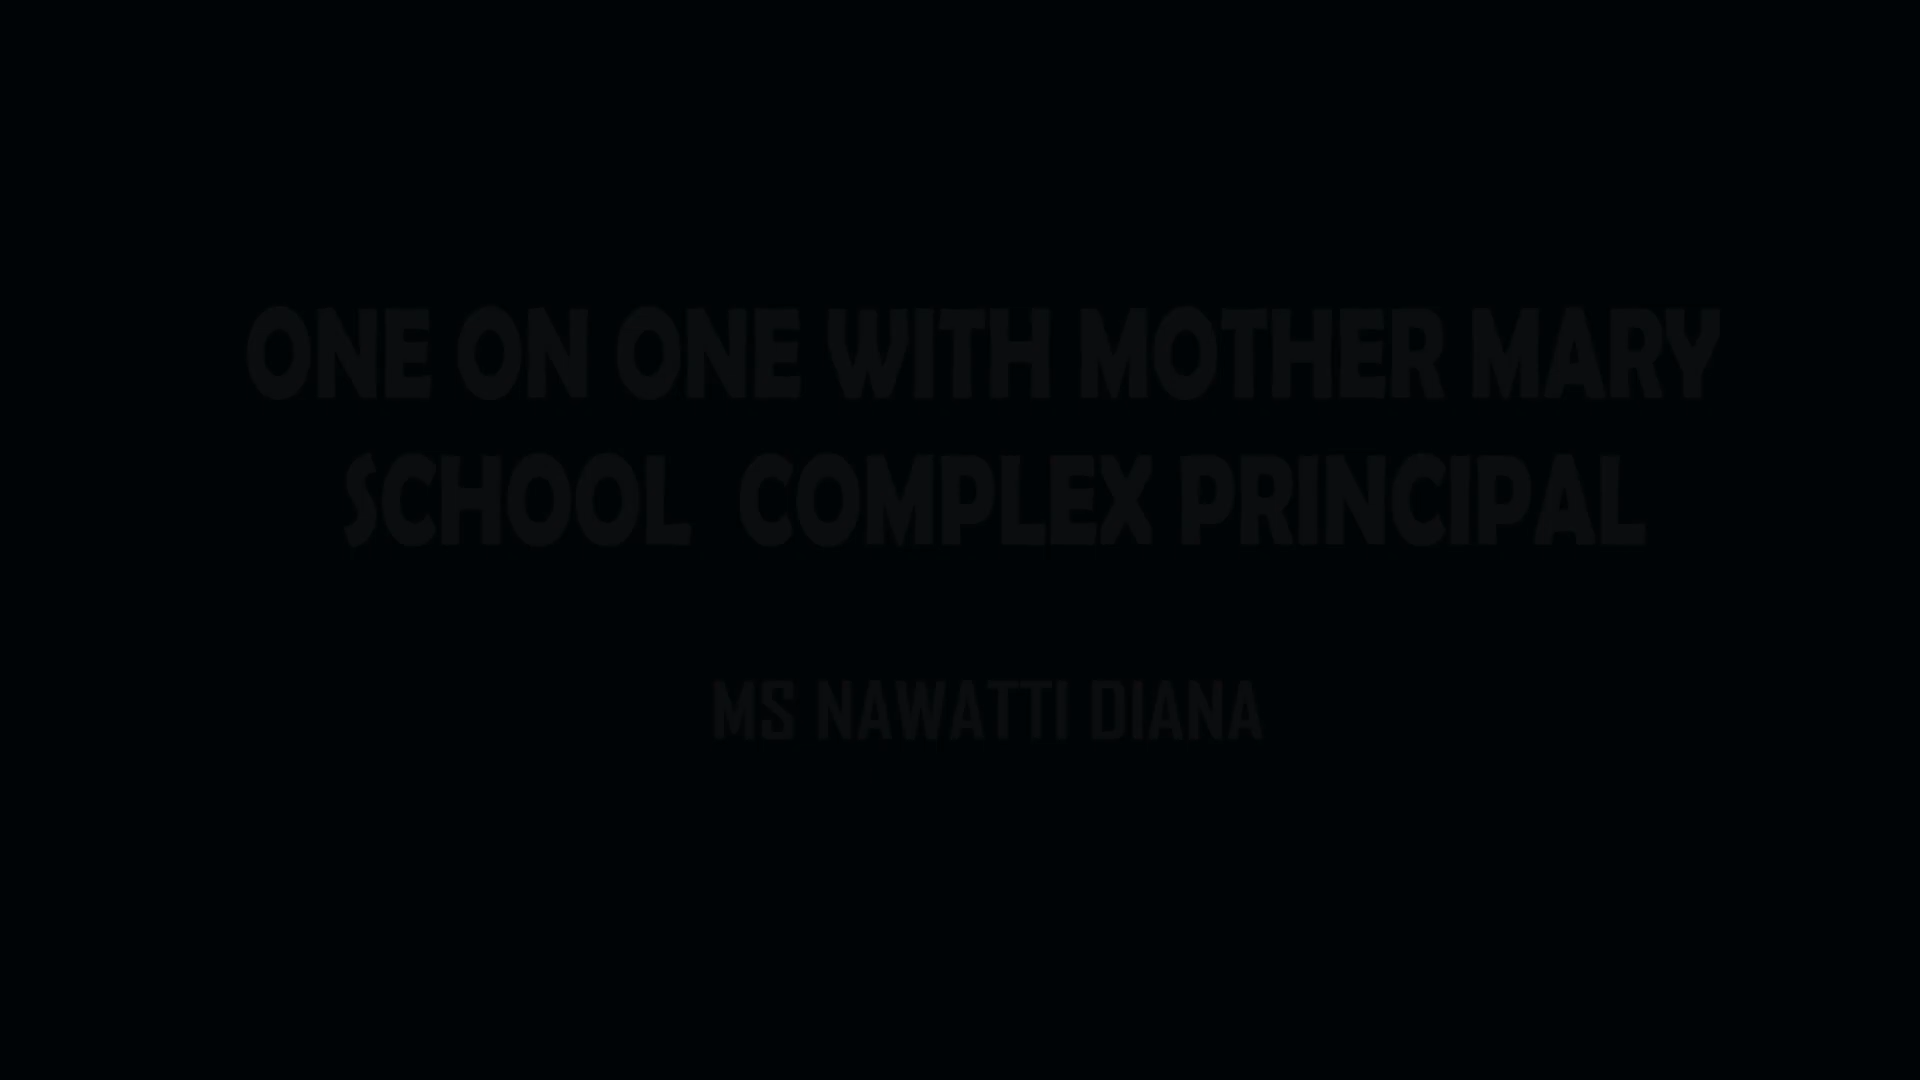 ONE ON ONE WITH MOTHER MARY
SCHOOL COMPLEX PRINCIPAL
MS NAWATTI DIANA